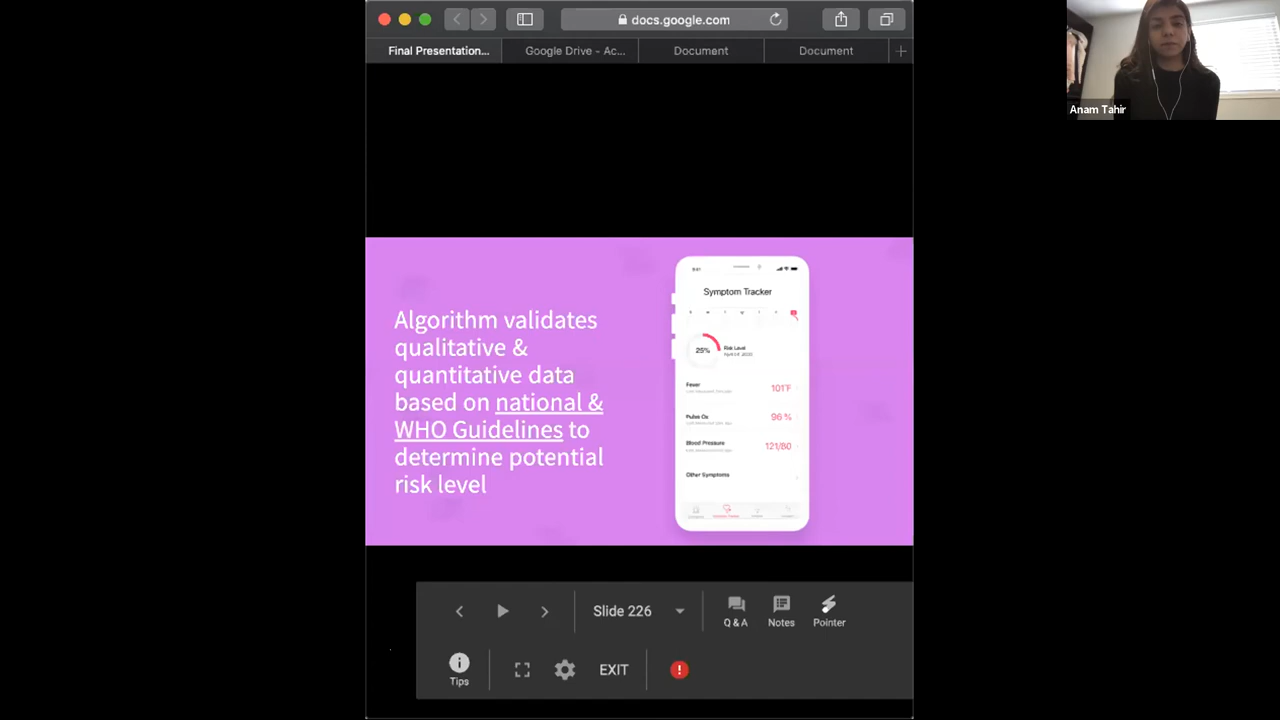 docs.google.com
Final Presentation...
Google Drive - Ac...
Document
Document
Anam Tahir
Algorithm validates
qualitative &
quantitative data
based on national &
WHO Guidelines to
determine potential
risk level
9:41
Symptom Tracker
25%
Risk Level
Fever
101°F
Pulse Ox
96 %
Blood Pressure
121/80
Other Symptoms
Slide 226
Q & A
Notes
Pointer
Tips
EXIT